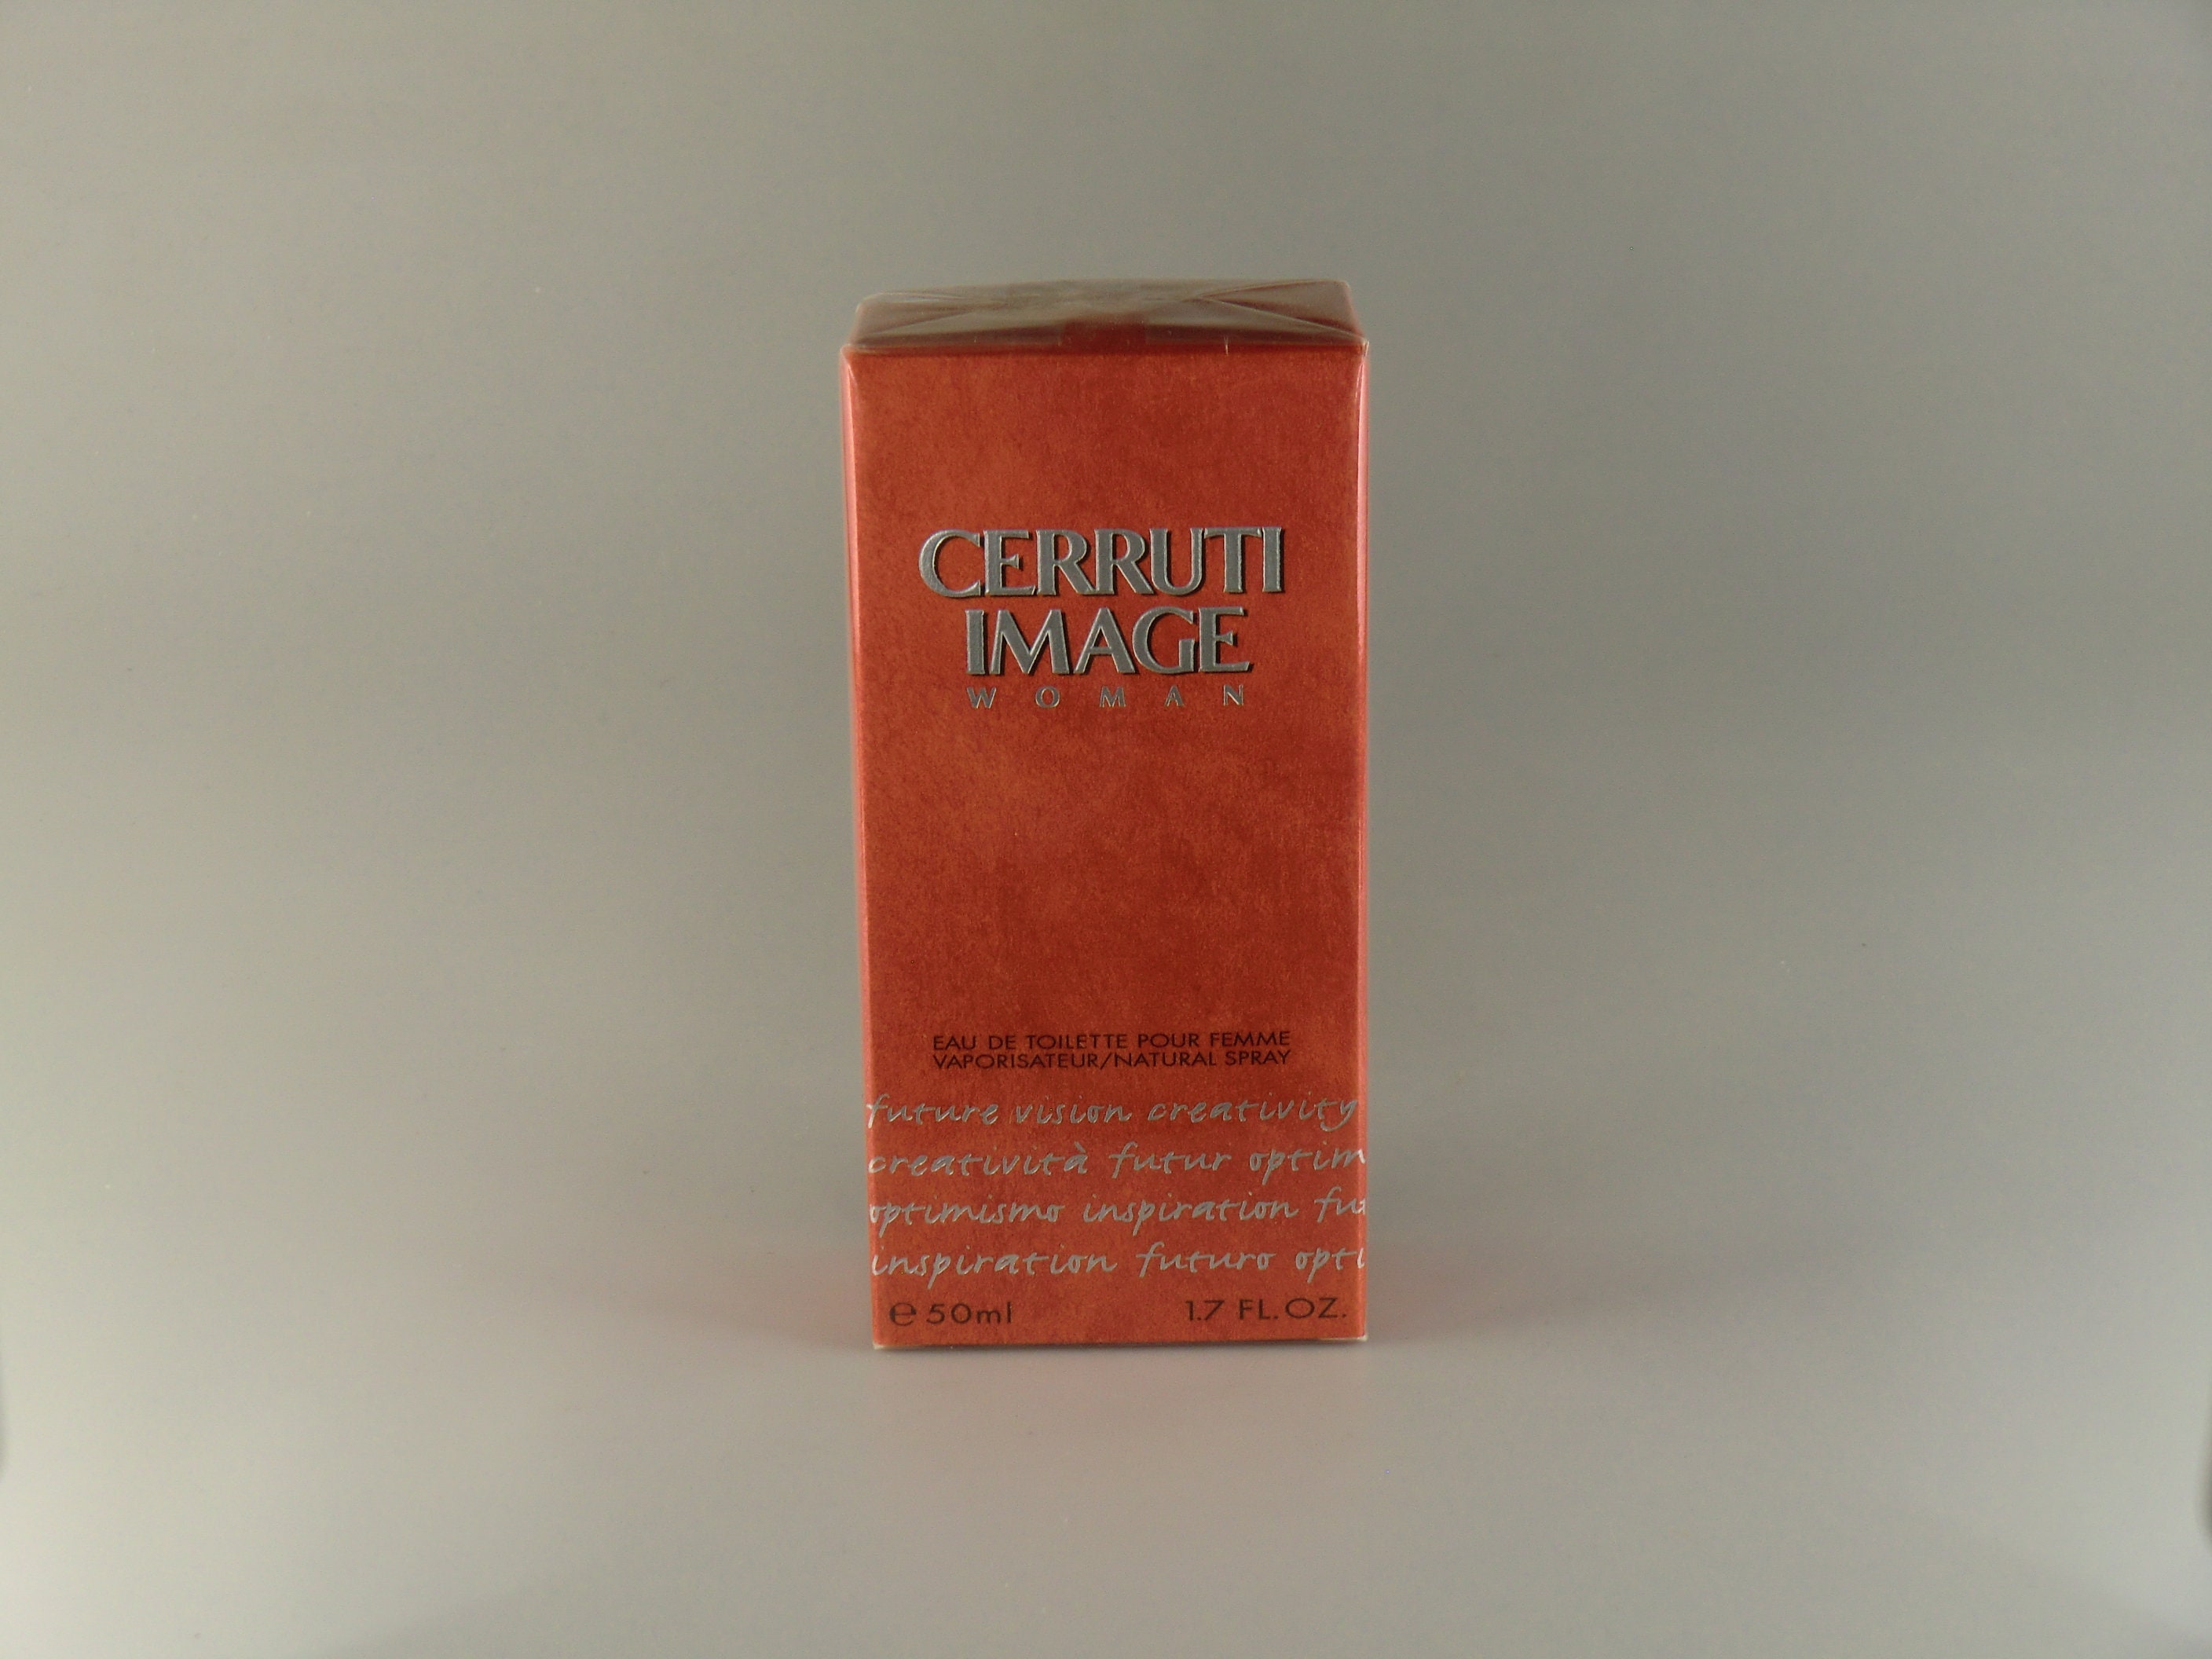 CERRUTI
IMAGE
WOMAN
EAU DE TOILETTE POUR FEMME
VAPORISATEUR/NATURAL SPRAY
future vision creativity
creatività futur optim
optimismo inspiration fut
inspiration futuro opti
℮ 50ml 1.7 FL. OZ.